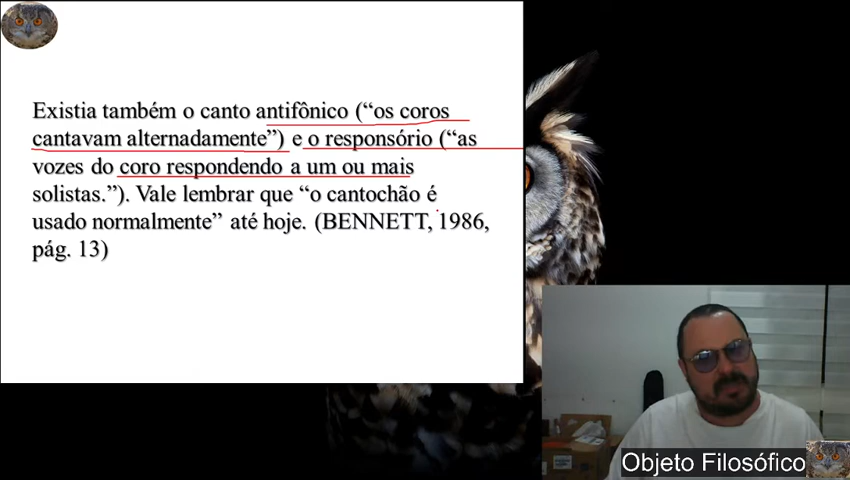 Existia também o canto antifônico (“os coros
cantavam alternadamente”) e o responsório (“as
vozes do coro respondendo a um ou mais
solistas.”). Vale lembrar que “o cantochão é
usado normalmente” até hoje. (BENNETT, 1986,
pág. 13)
Objeto Filosófico